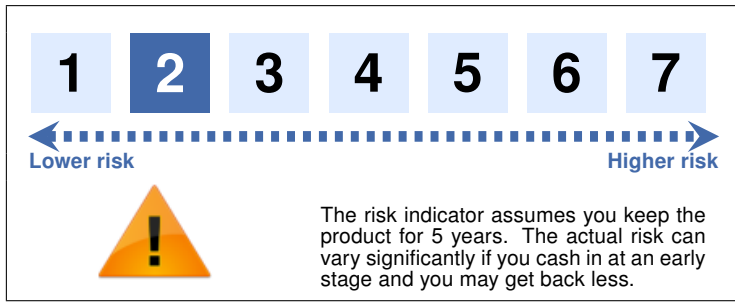 1 2 3 4 5 6 7
Lower risk Higher risk
!
The risk indicator assumes you keep the
product for 5 years. The actual risk can
vary significantly if you cash in at an early
stage and you may get back less.